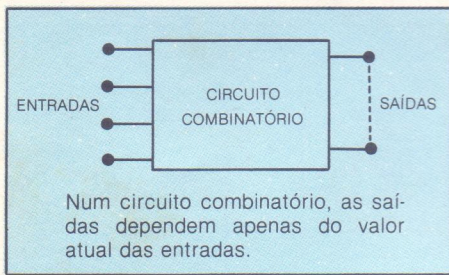 CIRCUITO
COMBINATÓRIO
ENTRADAS
SAÍDAS
Num circuito combinatório, as saí-
das dependem apenas do valor
atual das entradas.